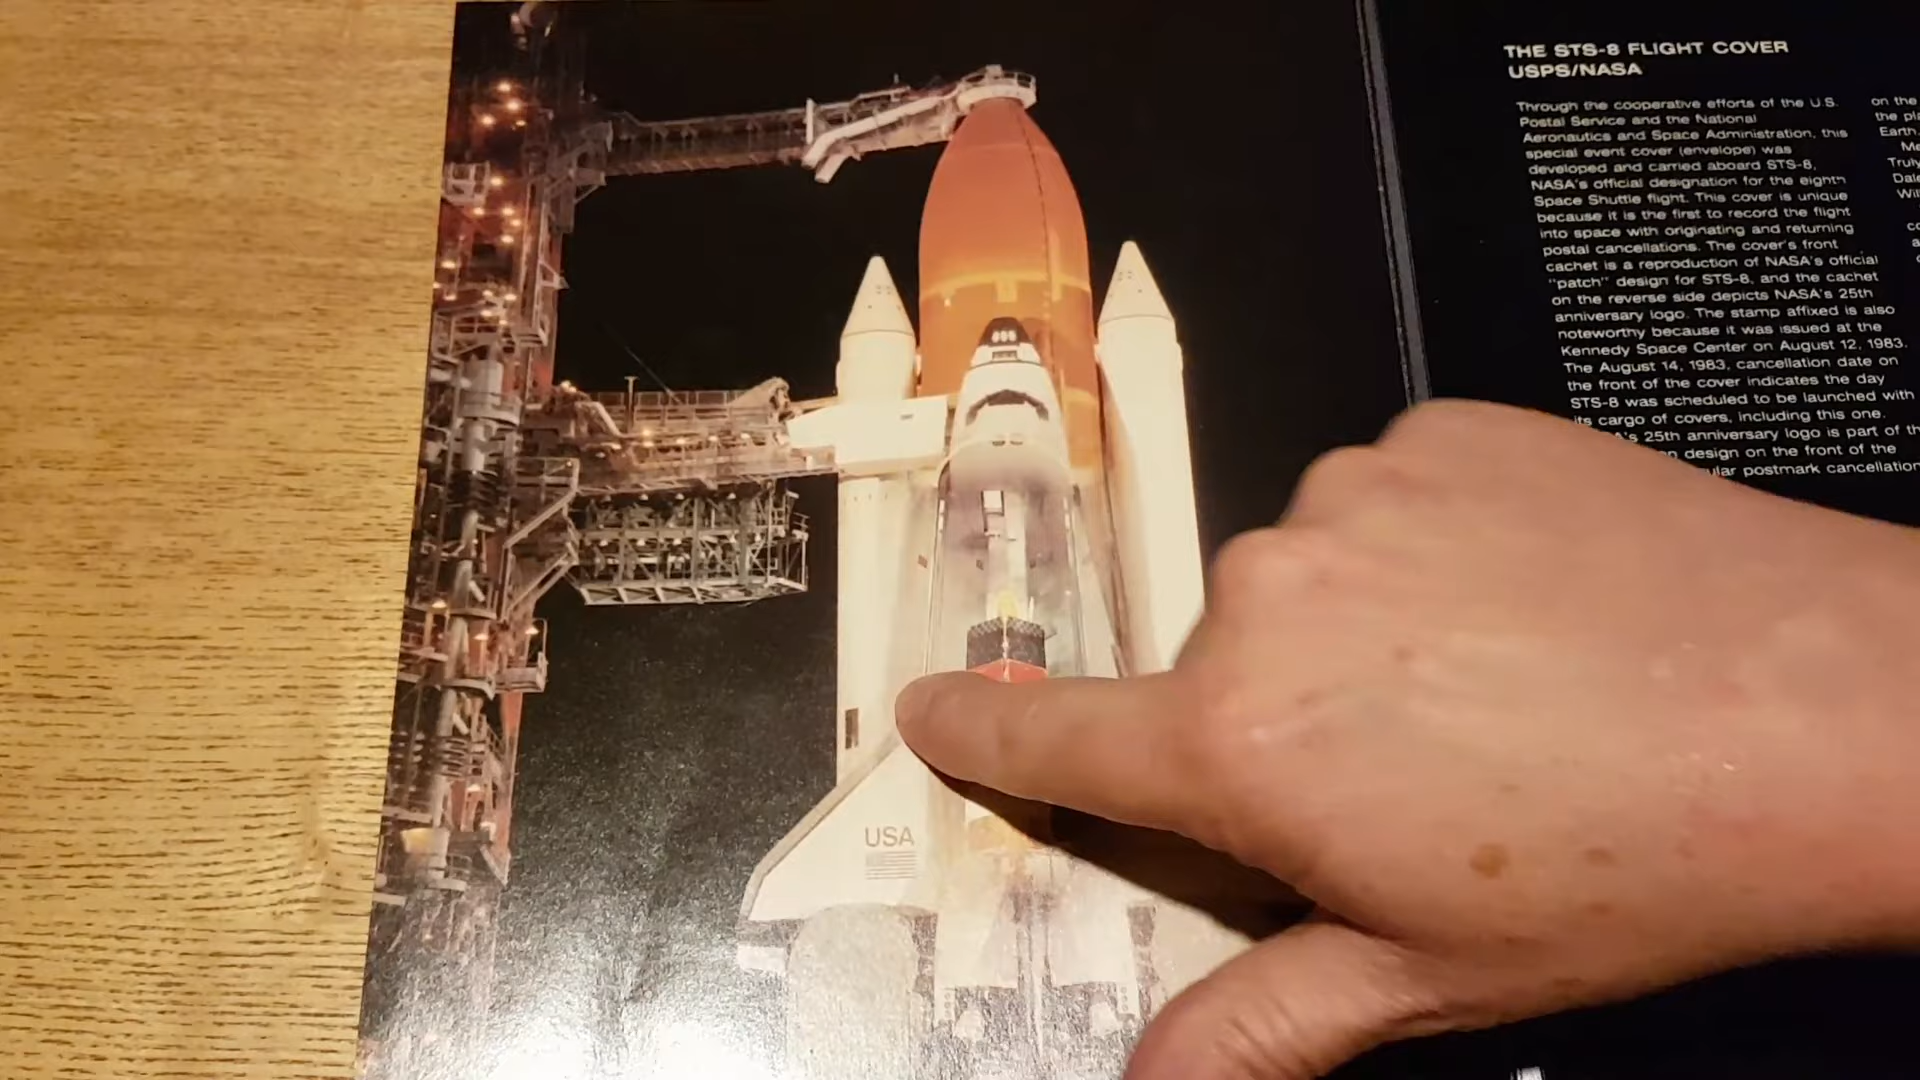 USA
THE STS-8 FLIGHT COVER
USPS/NASA
Through the cooperative efforts of the U.S.
Postal Service and the National
Aeronautics and Space Administration, this
special event cover (envelope) was
developed and carried aboard STS-8,
NASA's official designation for the eighth
Space Shuttle flight. This cover is unique
because it is the first to record the flight
into space with originating and returning
postal cancellations. The cover's front
cachet is a reproduction of NASA's official
"patch" design for STS-8, and the cachet
on the reverse side depicts NASA's 25th
anniversary logo. The stamp affixed is also
noteworthy because it was issued at the
Kennedy Space Center on August 12, 1983.
The August 14, 1983, cancellation date on
the front of the cover indicates the day
STS-8 was scheduled to be launched with
its cargo of covers, including this one.
25th anniversary logo is part of
design on the front of the
postmark cancellation
on the
the
Earth.
Truly